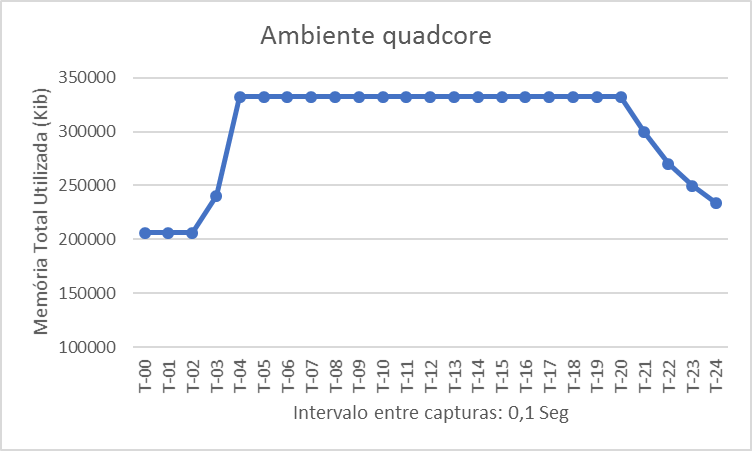 Ambiente quadcore
Memória Total Utilizada (Kib)
350000
300000
250000
200000
150000
100000
T-00
T-01
T-02
T-03
T-04
T-05
T-06
T-07
T-08
T-09
T-10
T-11
T-12
T-13
T-14
T-15
T-16
T-17
T-18
T-19
T-20
T-21
T-22
T-23
T-24
Intervalo entre capturas: 0,1 Seg